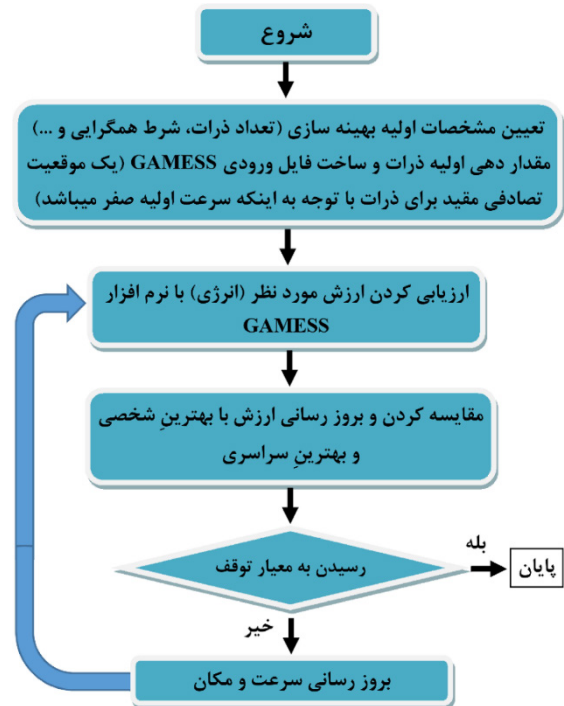 شروع
تعیین مشخصات اولیه بهینه سازی (تعداد ذرات، شرط همگرایی و ...)
مقدار دهی اولیه ذرات و ساخت فایل ورودی GAMESS (یک موقعیت
تصادفی مقید برای ذرات با توجه به اینکه سرعت اولیه صفر میباشد)
ارزیابی کردن ارزش مورد نظر (انرژی) با نرم افزار
GAMESS
مقایسه کردن و بروز رسانی ارزش با بهترینِ شخصی
و بهترینِ سراسری
رسیدن به معیار توقف
بله
پایان
خیر
بروز رسانی سرعت و مکان